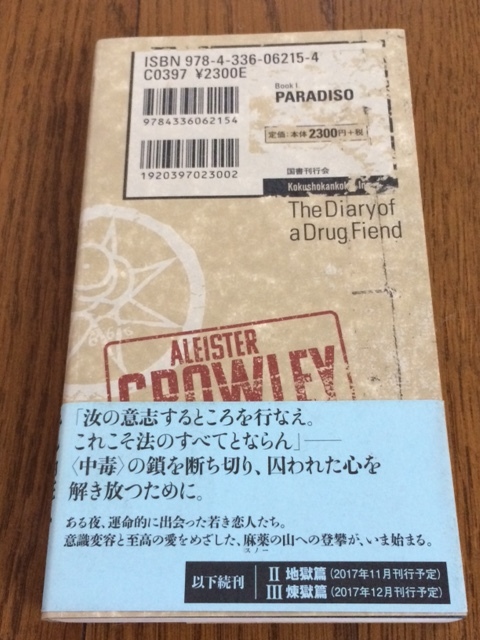 ISBN 978-4-336-06215-4
C0397 ¥2300E
9784336062154
1920397023002
Book I
PARADISO
定価：本体2300円＋税
国書刊行会
The Diary of
a Drug Fiend
ALEISTER
CROWLEY
「汝の意志するところを行なえ。
これこそ法のすべてとならん」――
〈中毒〉の鎖を断ち切り、囚われた心を
解き放つために。
ある夜、運命的に出会った若き恋人たち。
意識変容と至高の愛をめざした、麻薬の山への登攀が、いま始まる。
スノー
以下続刊
II 地獄篇（2017年11月刊行予定）
III 煉獄篇（2017年12月刊行予定）